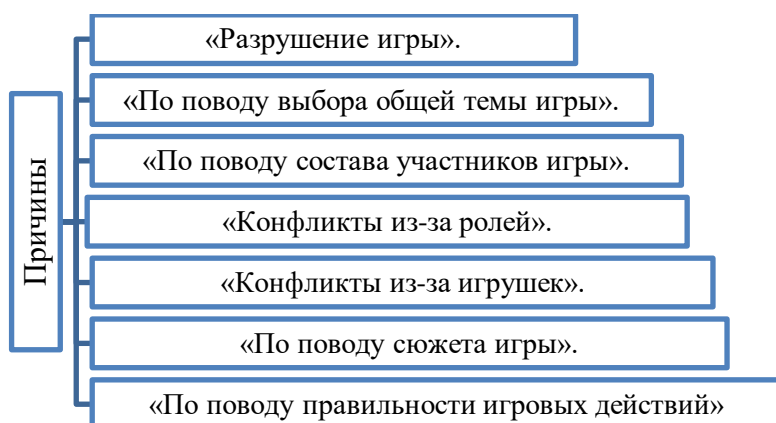 Причины
«Разрушение игры».
«По поводу выбора общей темы игры».
«По поводу состава участников игры».
«Конфликты из-за ролей».
«Конфликты из-за игрушек».
«По поводу сюжета игры».
«По поводу правильности игровых действий»